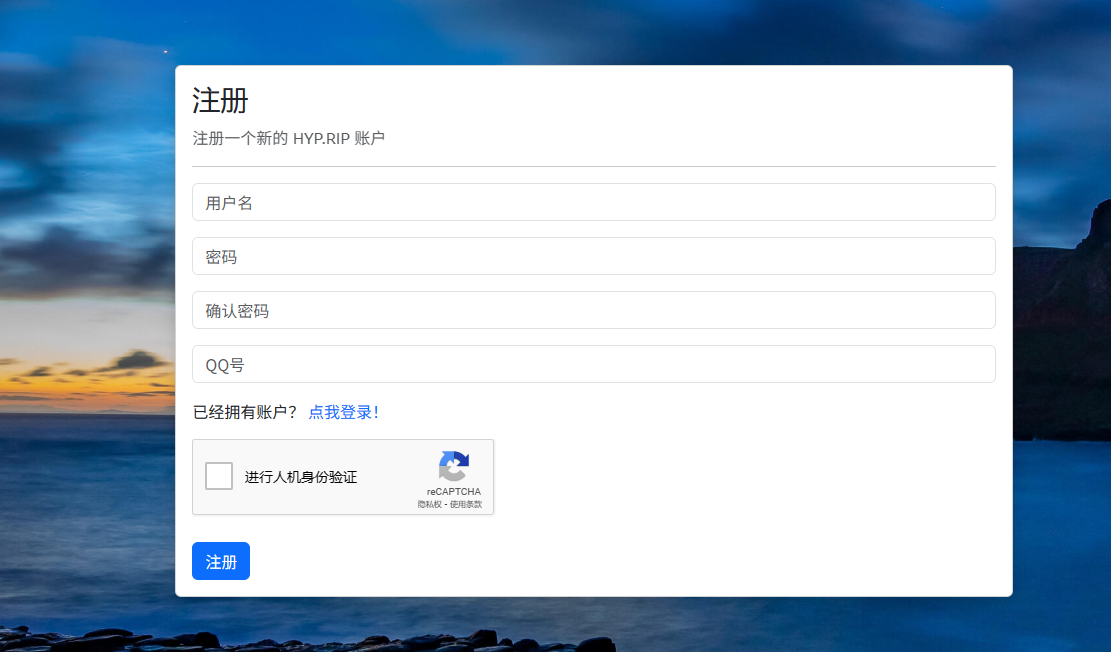 注册
注册一个新的 HYP.RIP 账户
用户名
密码
确认密码
QQ号
已经拥有账户？ 点我登录！
进行人机身份验证
reCAPTCHA
隐私权 - 使用条款
注册